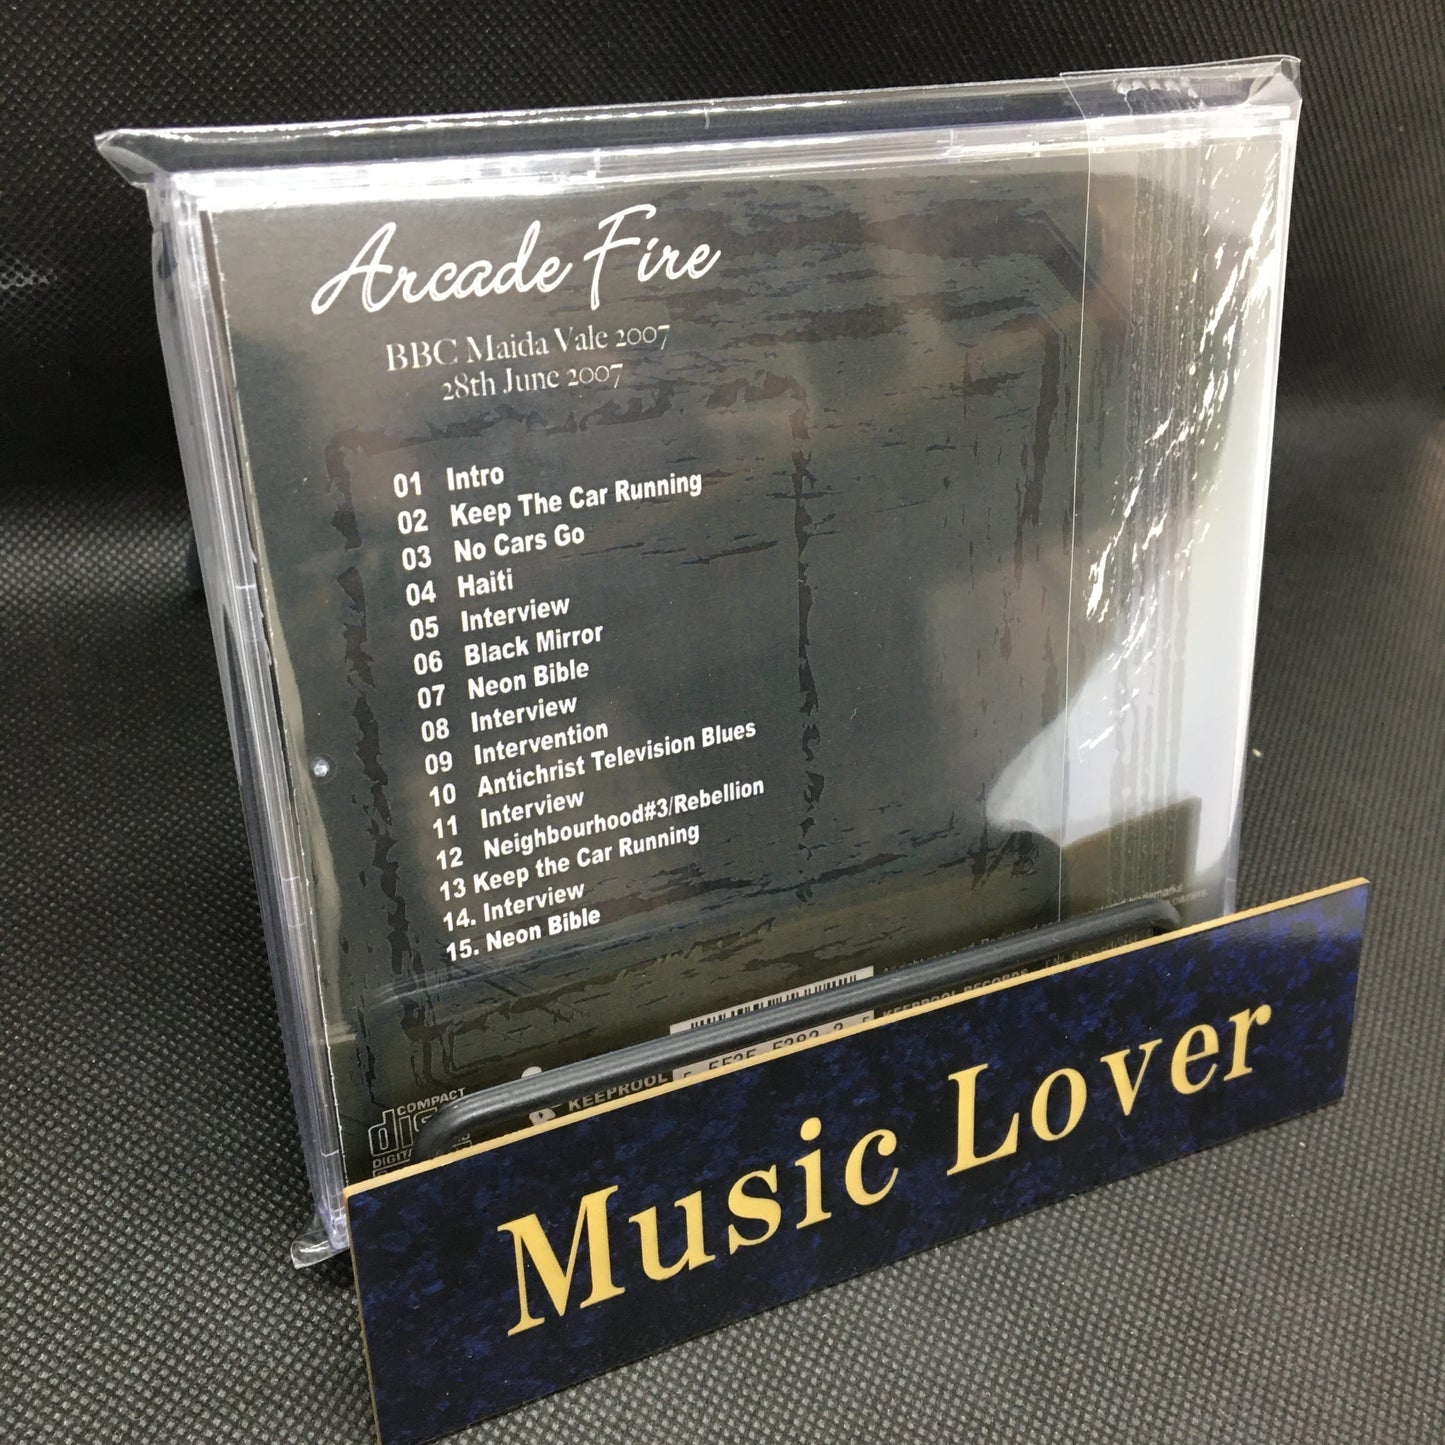 Arcade Fire
BBC Maida Vale 2007
28th June 2007
01 Intro
02 Keep The Car Running
03 No Cars Go
04 Haiti
05 Interview
06 Black Mirror
07 Neon Bible
08 Interview
09 Intervention
10 Antichrist Television Blues
11 Interview
12 Neighbourhood#3/Rebellion
13 Keep the Car Running
14. Interview
15. Neon Bible
KEEPROOL RECORDS
KEEPROOL
COMPACT
Music Lover